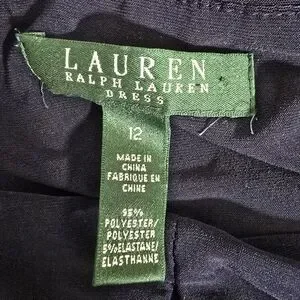 LAUREN
RALPH LAUREN
DRESS
12
MADE IN
CHINA
FABRIQUE EN
CHINE
95%
POLYESTER/
POLYESTER
5%ELASTANE/
ELASTHANNE